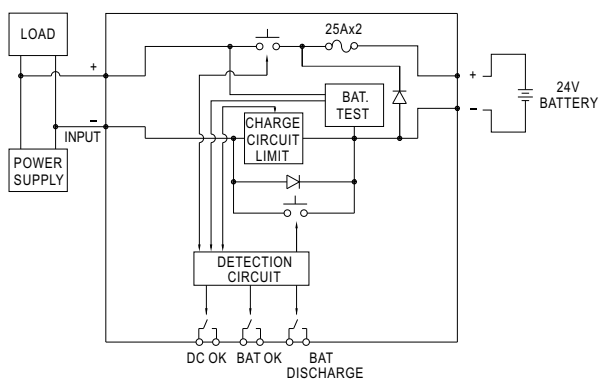 LOAD
25Ax2
+
+
24V
BATTERY
BAT.
TEST
CHARGE
CIRCUIT
LIMIT
−
−
INPUT
POWER
SUPPLY
DETECTION
CIRCUIT
DC OK
BAT OK
BAT
DISCHARGE